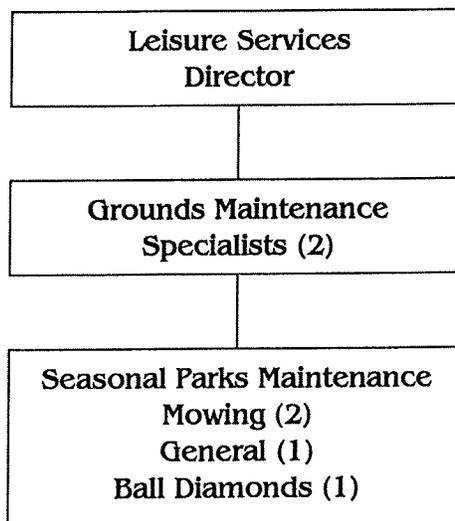 Leisure Services
Director
Grounds Maintenance
Specialists (2)
Seasonal Parks Maintenance
Mowing (2)
General (1)
Ball Diamonds (1)